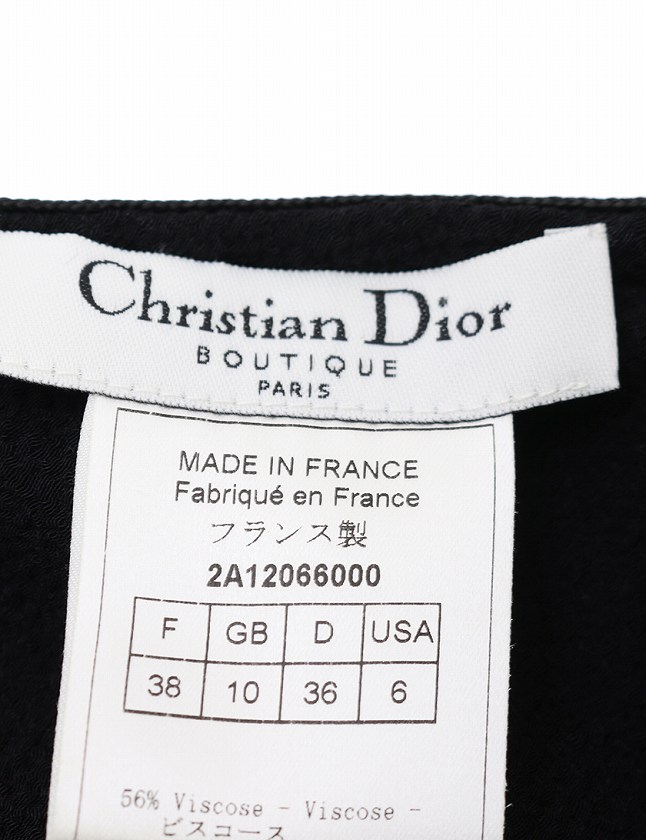 Christian Dior
BOUTIQUE
PARIS
MADE IN FRANCE
Fabriqué en France
フランス製
2A12066000
F GB D USA
38 10 36 6
56% Viscose - Viscose -
ビスコース